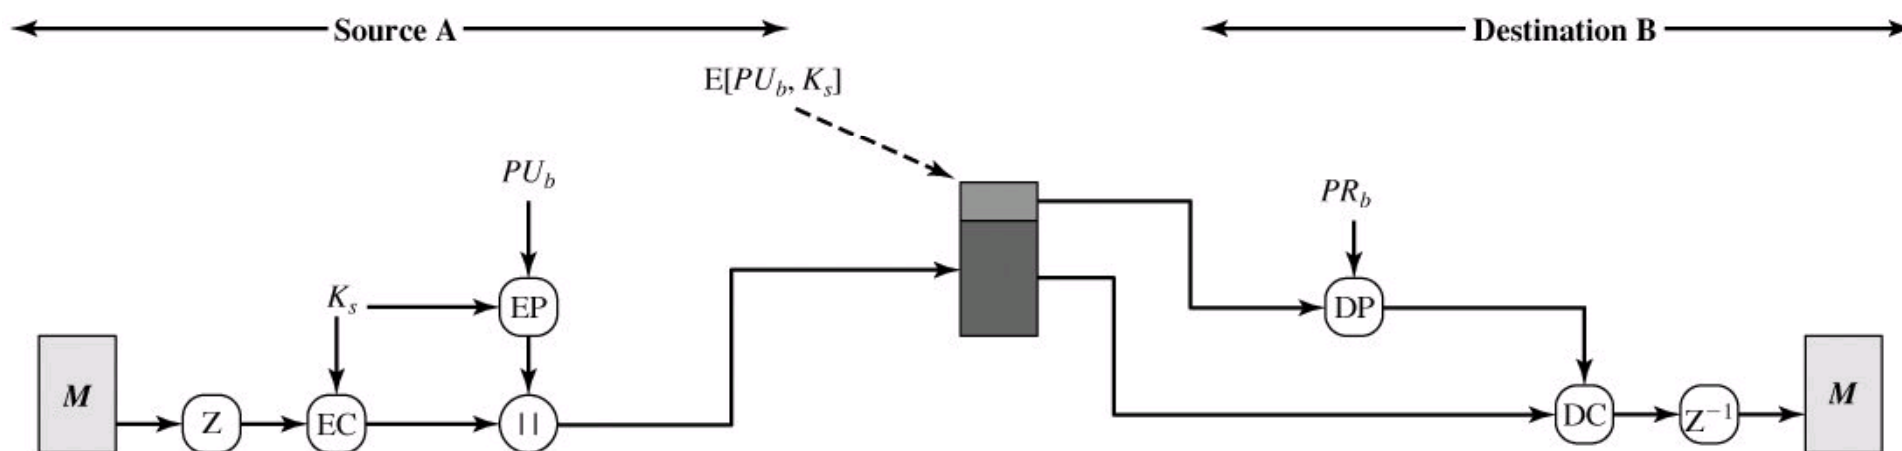 Source A
Destination B
E[PU_b, K_s]
PU_b
PR_b
K_s
EP
DP
M
Z
EC
||
DC
Z⁻¹
M